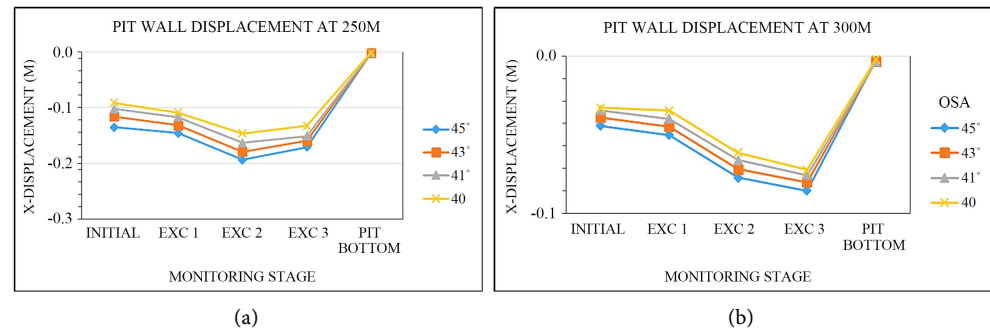 PIT WALL DISPLACEMENT AT 250M
X-DISPLACEMENT (M)
0.0
-0.1
-0.2
-0.3
INITIAL EXC 1 EXC 2 EXC 3 PIT
BOTTOM
MONITORING STAGE
45°
43°
41°
40
(a)
PIT WALL DISPLACEMENT AT 300M
X-DISPLACEMENT (M)
0.0
-0.1
INITIAL EXC 1 EXC 2 EXC 3 PIT
BOTTOM
MONITORING STAGE
OSA
45°
43°
41°
40
(b)